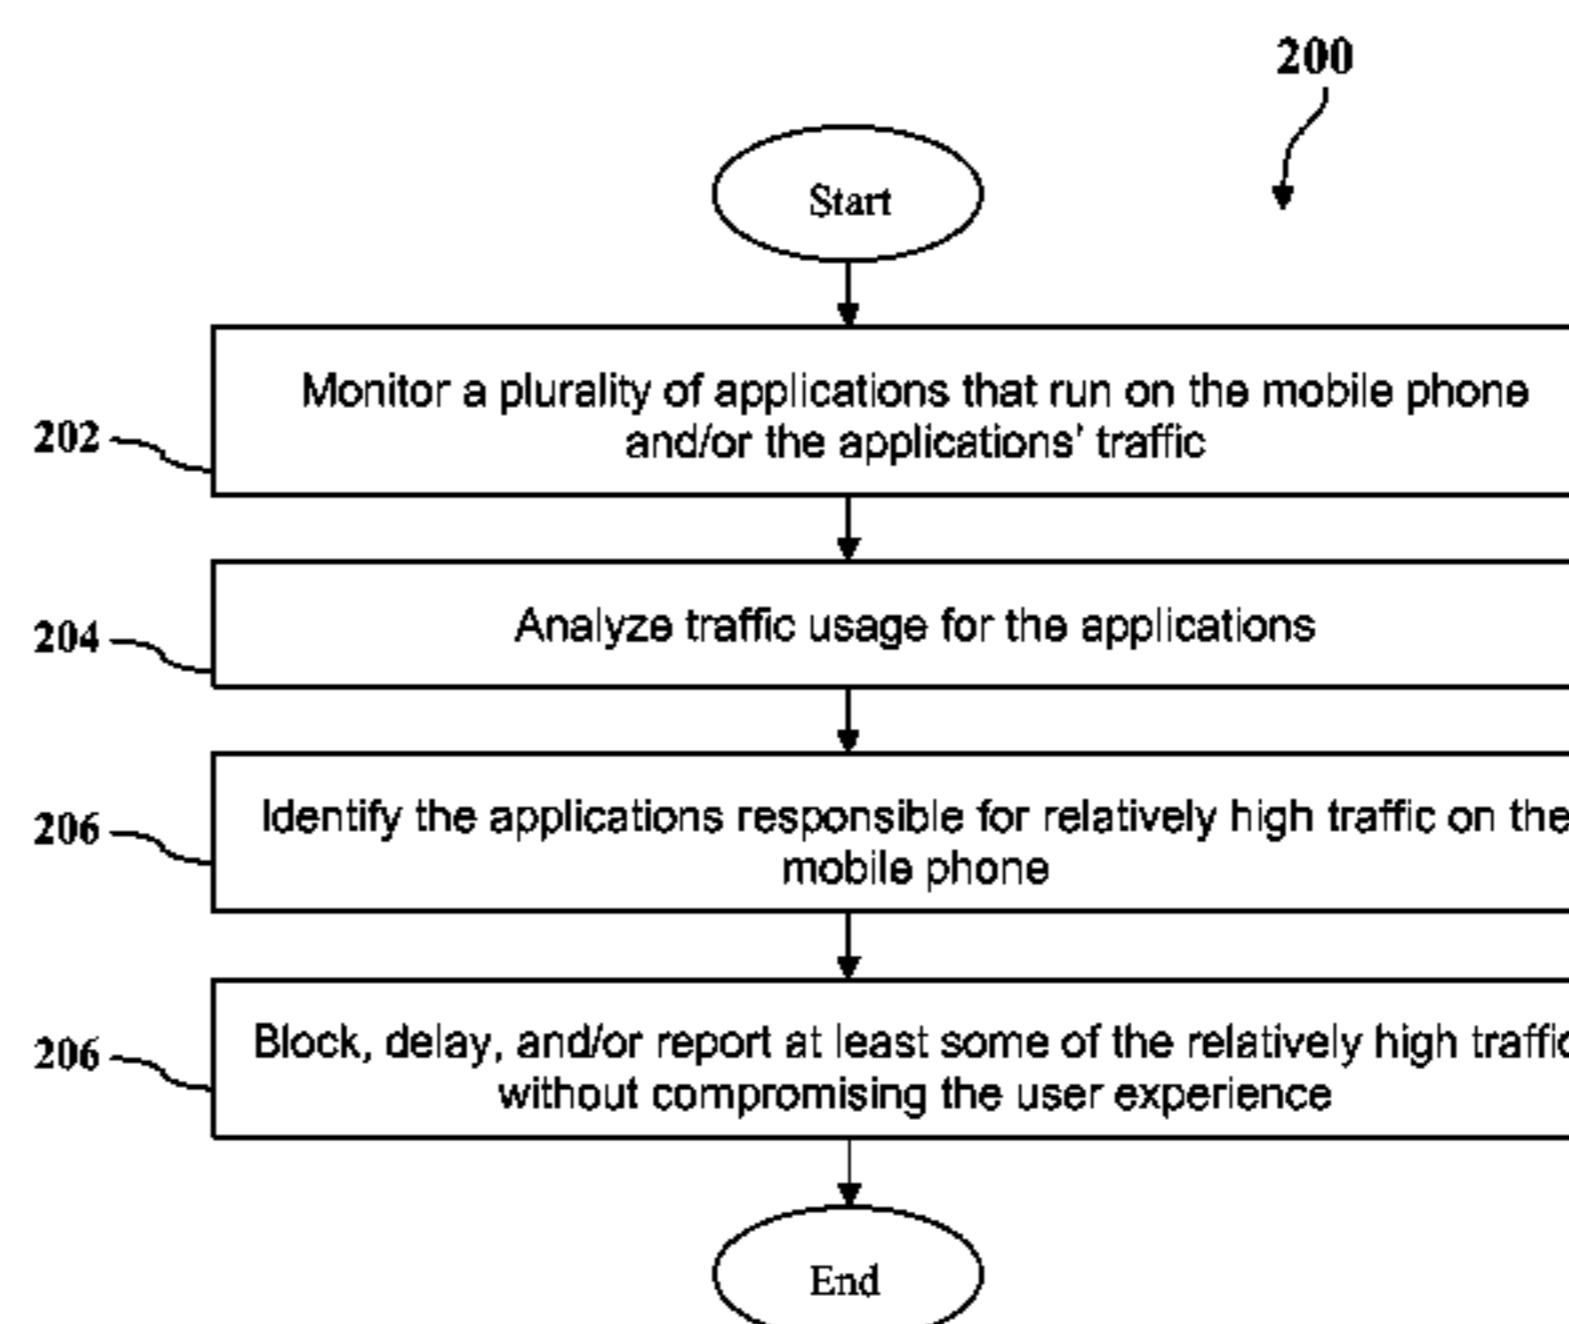 200
Start
Monitor a plurality of applications that run on the mobile phone
and/or the applications' traffic
202
Analyze traffic usage for the applications
204
Identify the applications responsible for relatively high traffic on the
mobile phone
206
Block, delay, and/or report at least some of the relatively high traffic
without compromising the user experience
206
End